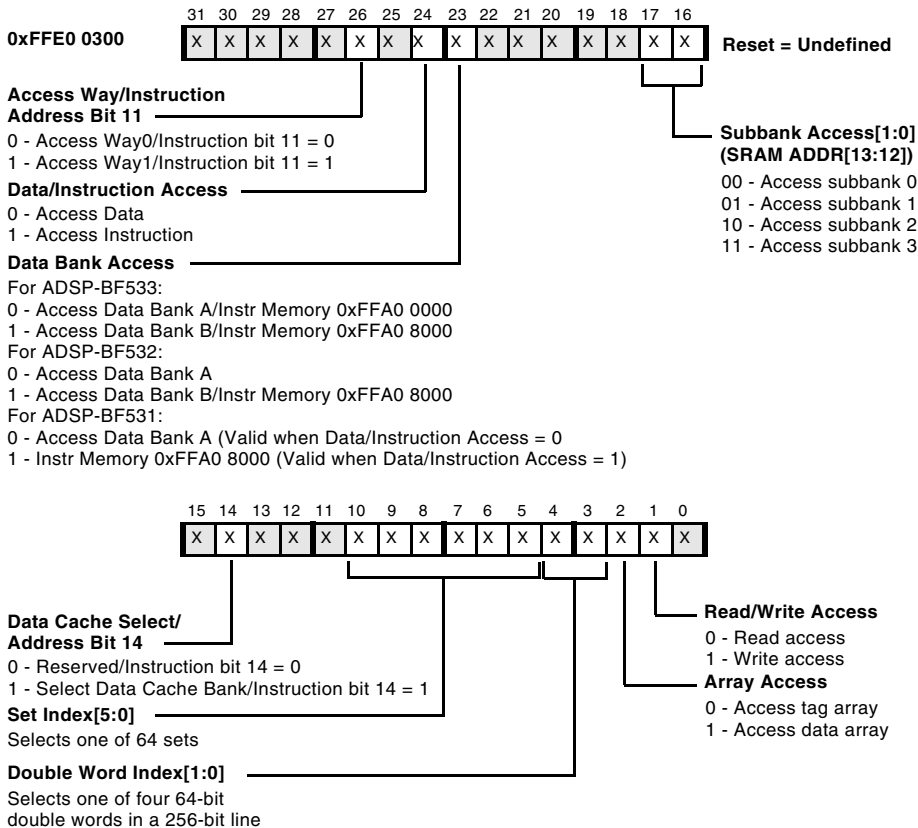 31 30 29 28 27 26 25 24 23 22 21 20 19 18 17 16
0xFFE0 0300
X X X X X X X X X X X X X X X X
Reset = Undefined
Access Way/Instruction
Address Bit 11
0 - Access Way0/Instruction bit 11 = 0
1 - Access Way1/Instruction bit 11 = 1
Data/Instruction Access
0 - Access Data
1 - Access Instruction
Data Bank Access
For ADSP-BF533:
0 - Access Data Bank A/Instr Memory 0xFFA0 0000
1 - Access Data Bank B/Instr Memory 0xFFA0 8000
For ADSP-BF532:
0 - Access Data Bank A
1 - Access Data Bank B/Instr Memory 0xFFA0 8000
For ADSP-BF531:
0 - Access Data Bank A (Valid when Data/Instruction Access = 0
1 - Instr Memory 0xFFA0 8000 (Valid when Data/Instruction Access = 1)
Subbank Access[1:0]
(SRAM ADDR[13:12])
00 - Access subbank 0
01 - Access subbank 1
10 - Access subbank 2
11 - Access subbank 3
15 14 13 12 11 10 9 8 7 6 5 4 3 2 1 0
X X X X X X X X X X X X X X X X
Data Cache Select/
Address Bit 14
0 - Reserved/Instruction bit 14 = 0
1 - Select Data Cache Bank/Instruction bit 14 = 1
Set Index[5:0]
Selects one of 64 sets
Double Word Index[1:0]
Selects one of four 64-bit
double words in a 256-bit line
Read/Write Access
0 - Read access
1 - Write access
Array Access
0 - Access tag array
1 - Access data array